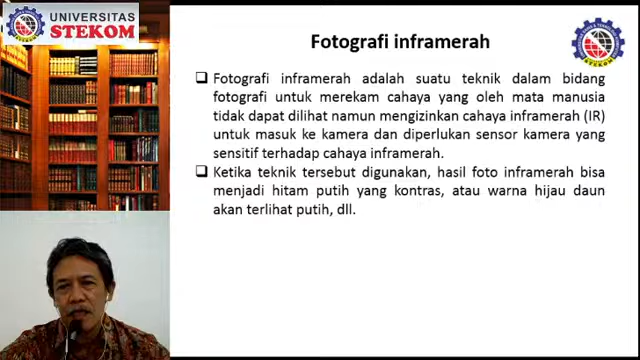 UNIVERSITAS
STEKOM
Fotografi inframerah
❑ Fotografi inframerah adalah suatu teknik dalam bidang
fotografi untuk merekam cahaya yang oleh mata manusia
tidak dapat dilihat namun mengizinkan cahaya inframerah (IR)
untuk masuk ke kamera dan diperlukan sensor kamera yang
sensitif terhadap cahaya inframerah.
❑ Ketika teknik tersebut digunakan, hasil foto inframerah bisa
menjadi hitam putih yang kontras, atau warna hijau daun
akan terlihat putih, dll.
STEKOM